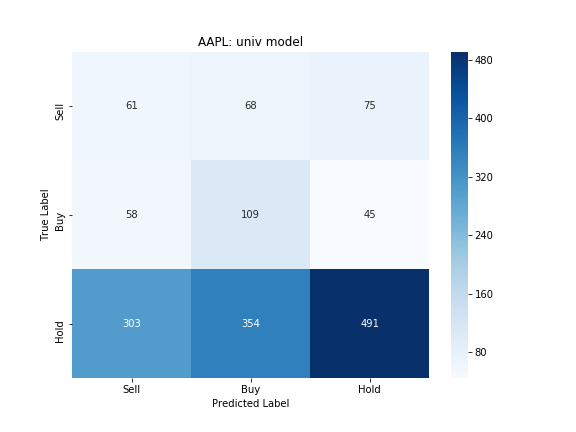 AAPL: univ model
480
Sell
61
68
75
400
320
True Label
Buy
58
109
45
240
160
Hold
303
354
491
80
Sell
Buy
Hold
Predicted Label